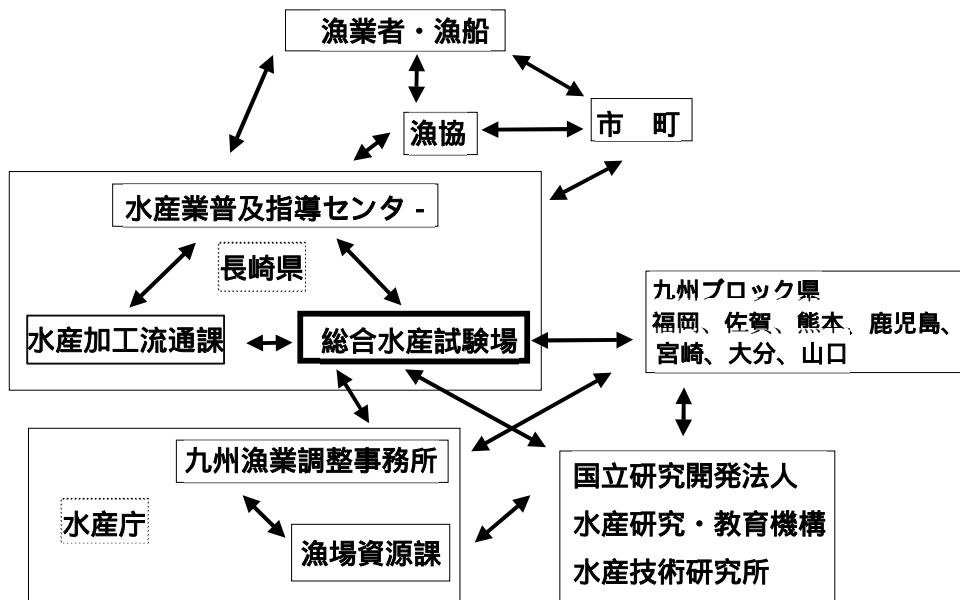 漁業者・漁船
漁協
市　町
水産業普及指導センタ-
長崎県
水産加工流通課
総合水産試験場
九州ブロック県
福岡、佐賀、熊本、鹿児島、
宮崎、大分、山口
九州漁業調整事務所
水産庁
漁場資源課
国立研究開発法人
水産研究・教育機構
水産技術研究所